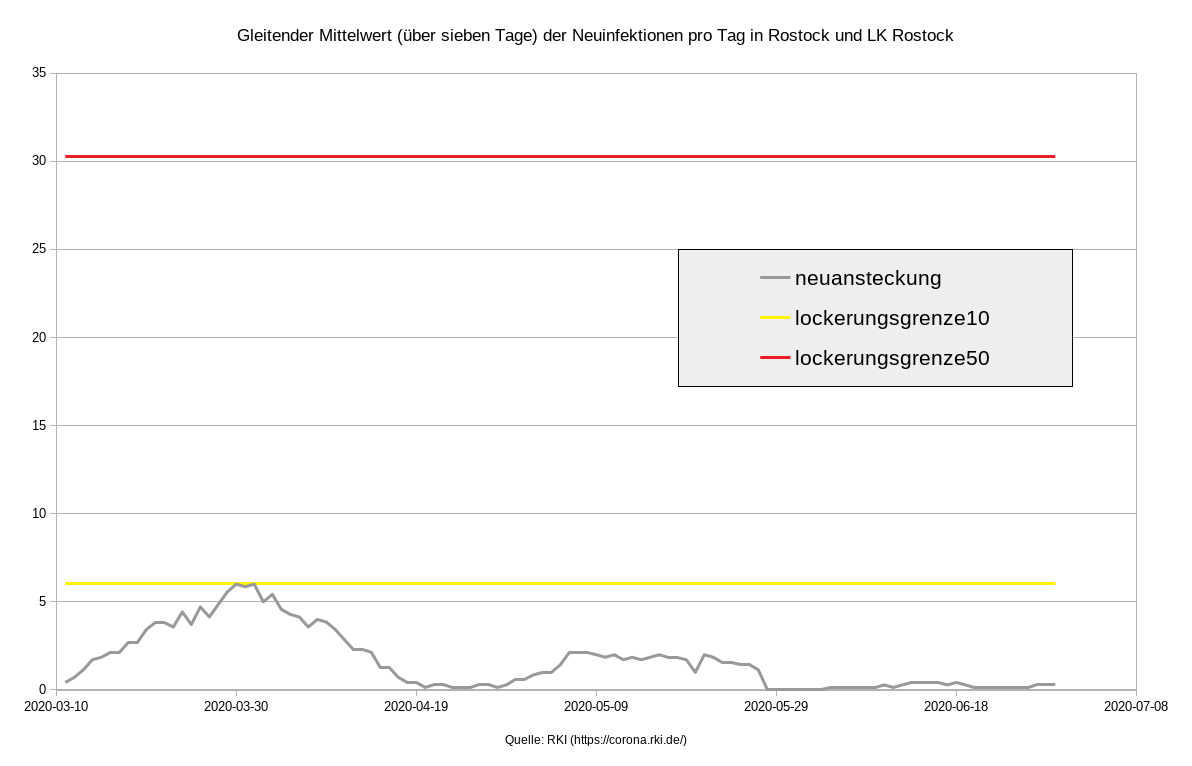 Gleitender Mittelwert (über sieben Tage) der Neuinfektionen pro Tag in Rostock und LK Rostock
35
30
25
20
15
10
5
0
neuansteckung
lockerungsgrenze10
lockerungsgrenze50
2020-03-10 2020-03-30 2020-04-19 2020-05-09 2020-05-29 2020-06-18 2020-07-08
Quelle: RKI (https://corona.rki.de/)